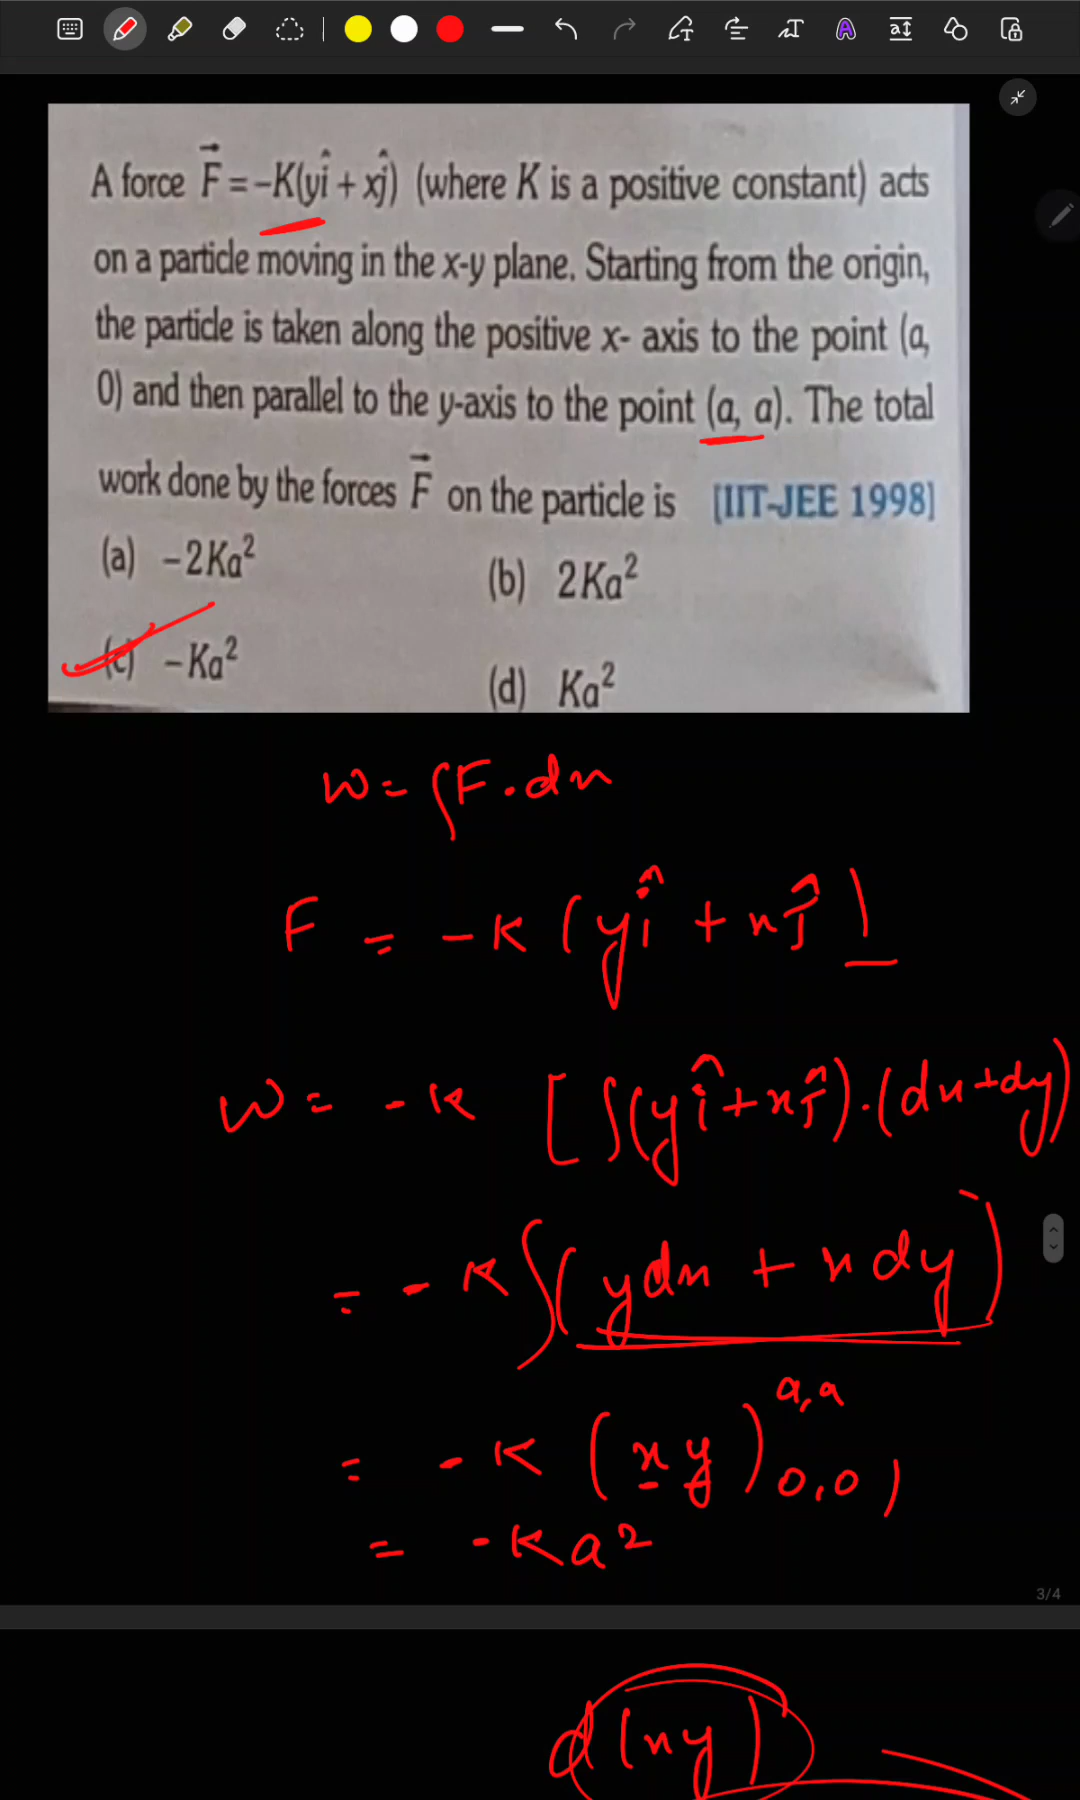 A force F⃗ = -K(yî + xĵ) (where K is a positive constant) acts
on a particle moving in the x-y plane. Starting from the origin,
the particle is taken along the positive x- axis to the point (a,
0) and then parallel to the y-axis to the point (a, a). The total
work done by the forces F⃗ on the particle is [IIT-JEE 1998]
(a) -2Ka² (b) 2Ka²
(c) -Ka² (d) Ka²
W = ∫F.dx
F = -K (yî + xĵ)
W = -K [∫(yî+xĵ).(dx+dy)
= -K ∫(ydx + xdy)
= -K (xy)ᵃ,ᵃ ₀,₀)
= -Ka²
3/4
d(xy)